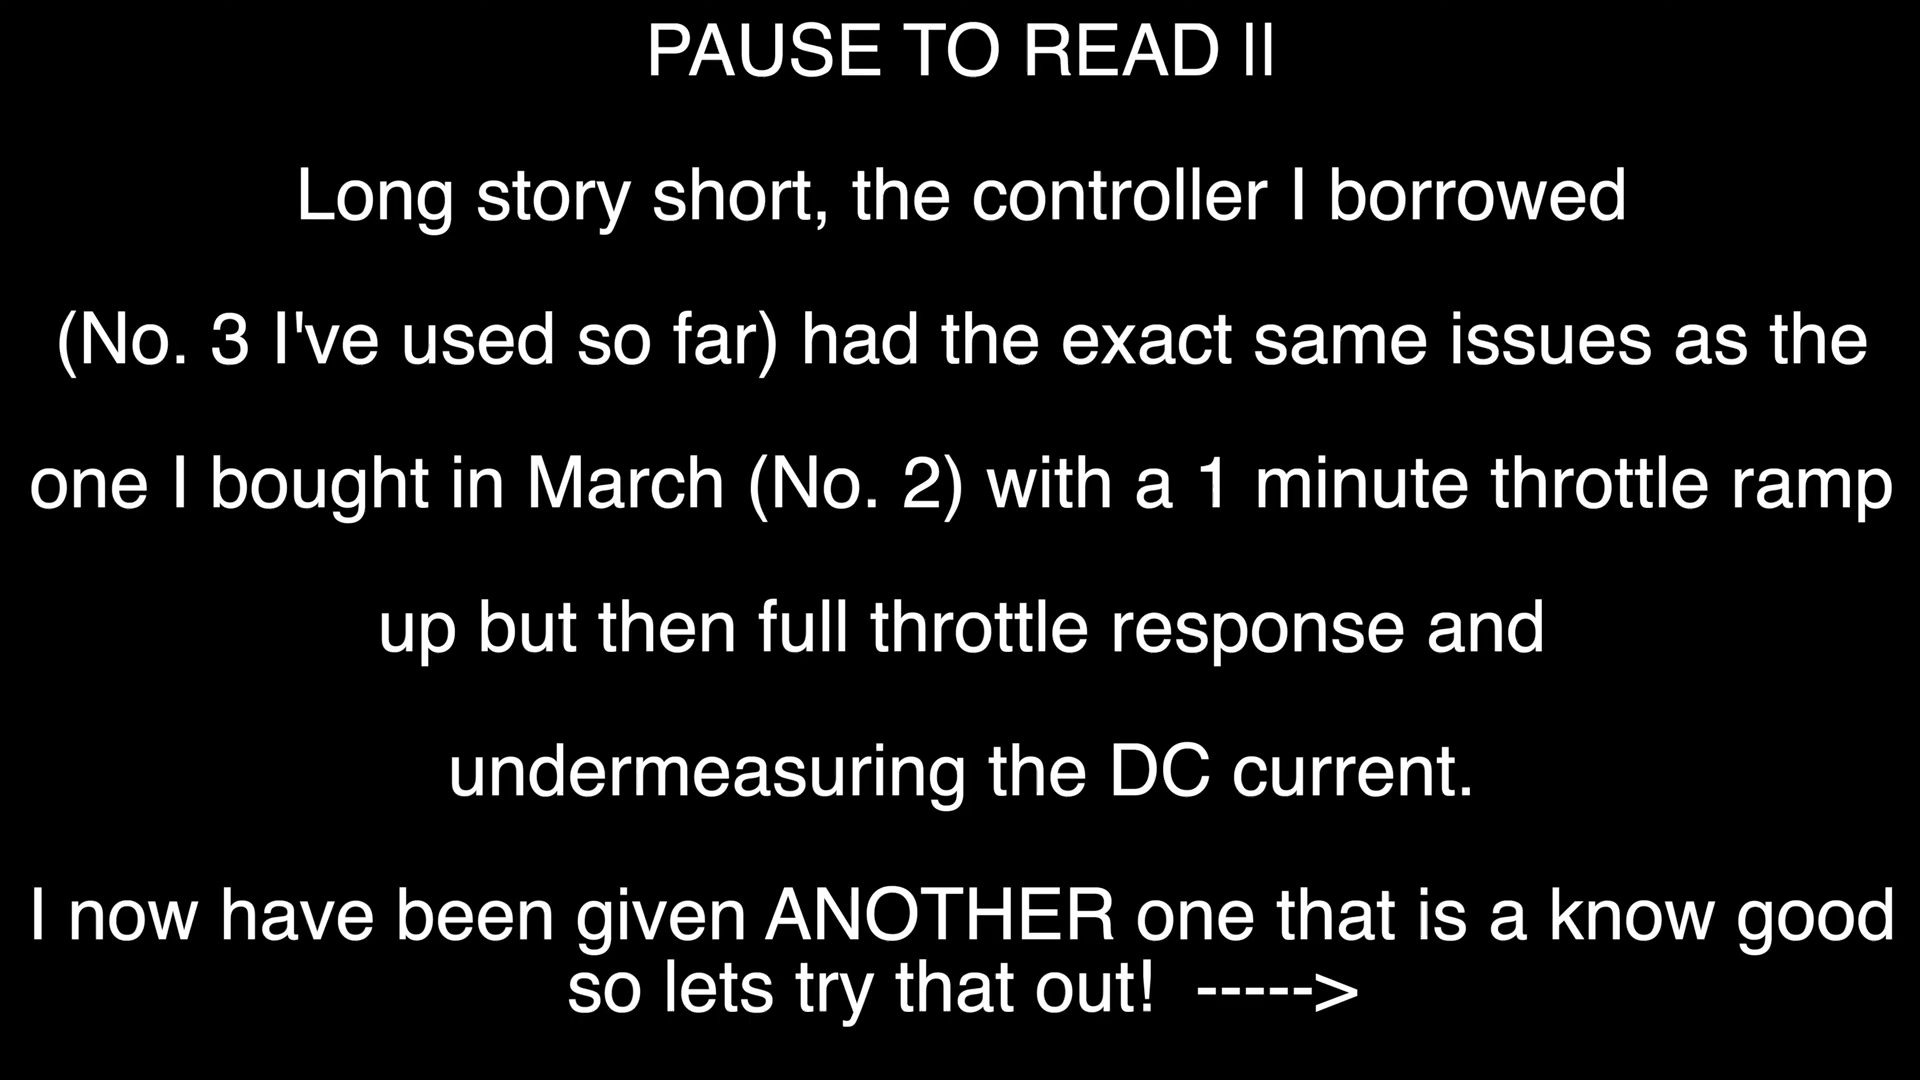 PAUSE TO READ ||
Long story short, the controller I borrowed
(No. 3 I've used so far) had the exact same issues as the
one I bought in March (No. 2) with a 1 minute throttle ramp
up but then full throttle response and
undermeasuring the DC current.
I now have been given ANOTHER one that is a know good
so lets try that out!  ----->